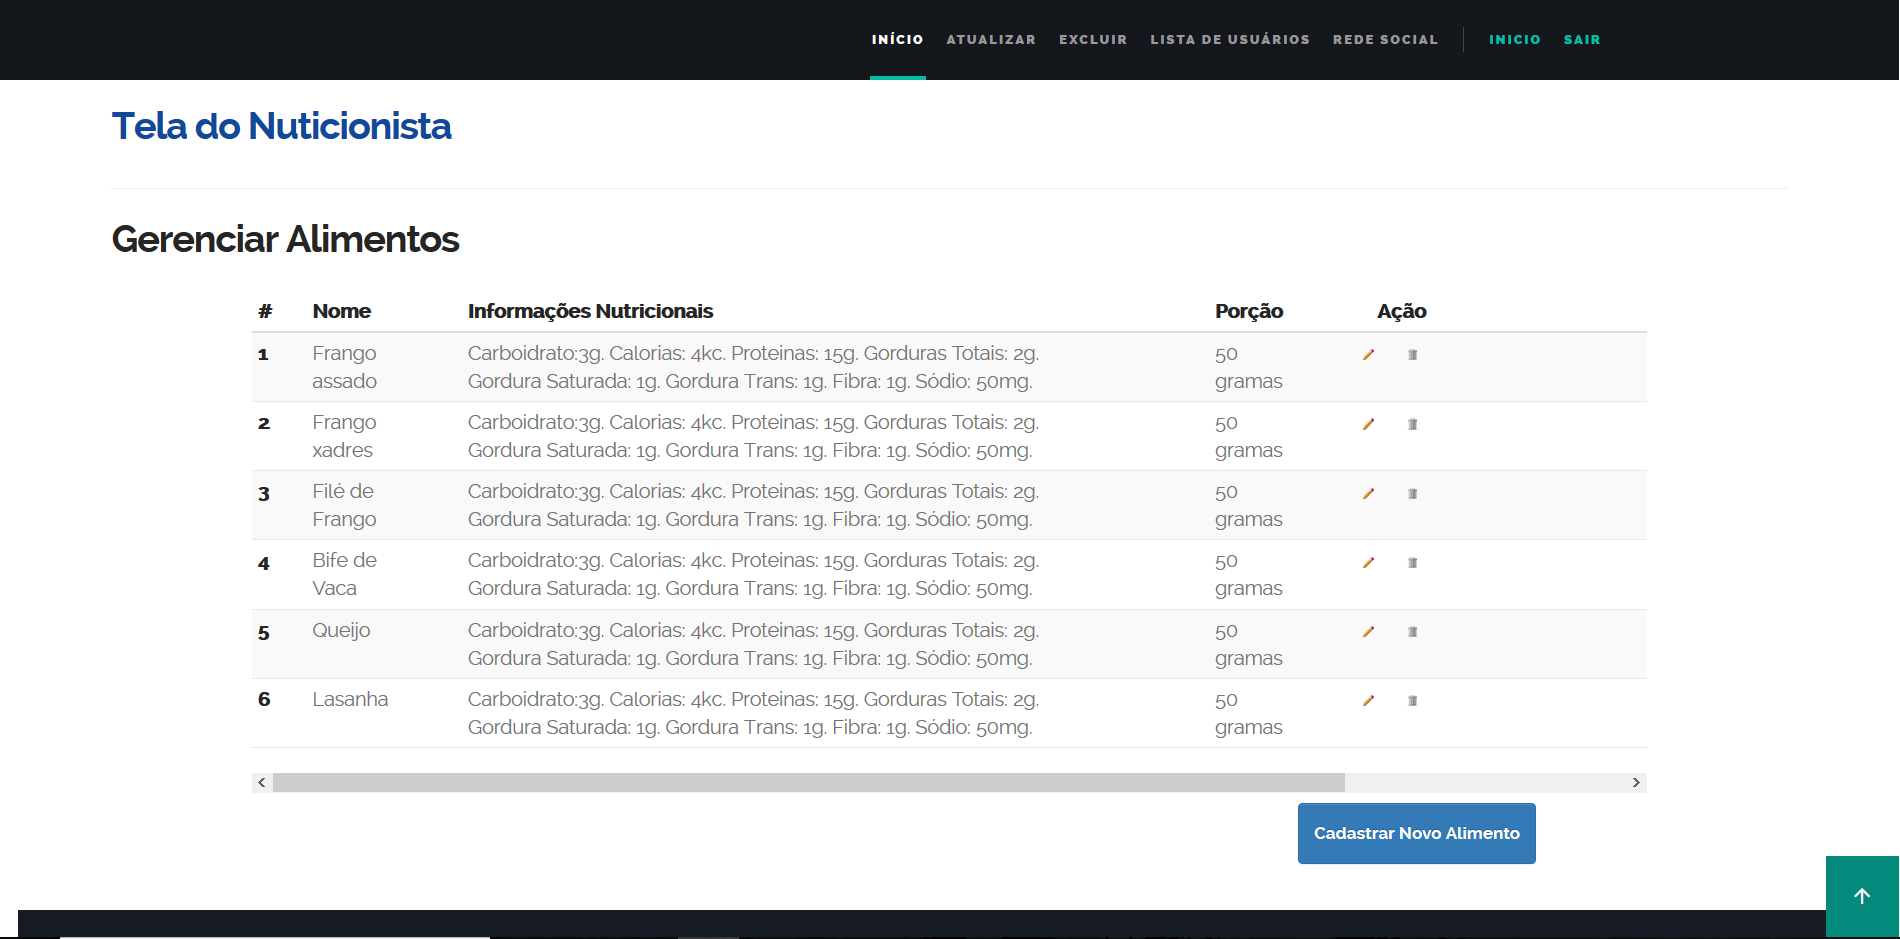 INÍCIO ATUALIZAR EXCLUIR LISTA DE USUÁRIOS REDE SOCIAL INICIO SAIR
Tela do Nuticionista
Gerenciar Alimentos
# Nome Informações Nutricionais Porção Ação
1 Frango Carboidrato:3g. Calorias: 4kc. Proteinas: 15g. Gorduras Totais: 2g. 50
assado Gordura Saturada: 1g. Gordura Trans: 1g. Fibra: 1g. Sódio: 50mg. gramas
2 Frango Carboidrato:3g. Calorias: 4kc. Proteinas: 15g. Gorduras Totais: 2g. 50
xadres Gordura Saturada: 1g. Gordura Trans: 1g. Fibra: 1g. Sódio: 50mg. gramas
3 Filé de Carboidrato:3g. Calorias: 4kc. Proteinas: 15g. Gorduras Totais: 2g. 50
Frango Gordura Saturada: 1g. Gordura Trans: 1g. Fibra: 1g. Sódio: 50mg. gramas
4 Bife de Carboidrato:3g. Calorias: 4kc. Proteinas: 15g. Gorduras Totais: 2g. 50
Vaca Gordura Saturada: 1g. Gordura Trans: 1g. Fibra: 1g. Sódio: 50mg. gramas
5 Queijo Carboidrato:3g. Calorias: 4kc. Proteinas: 15g. Gorduras Totais: 2g. 50
Gordura Saturada: 1g. Gordura Trans: 1g. Fibra: 1g. Sódio: 50mg. gramas
6 Lasanha Carboidrato:3g. Calorias: 4kc. Proteinas: 15g. Gorduras Totais: 2g. 50
Gordura Saturada: 1g. Gordura Trans: 1g. Fibra: 1g. Sódio: 50mg. gramas
Cadastrar Novo Alimento